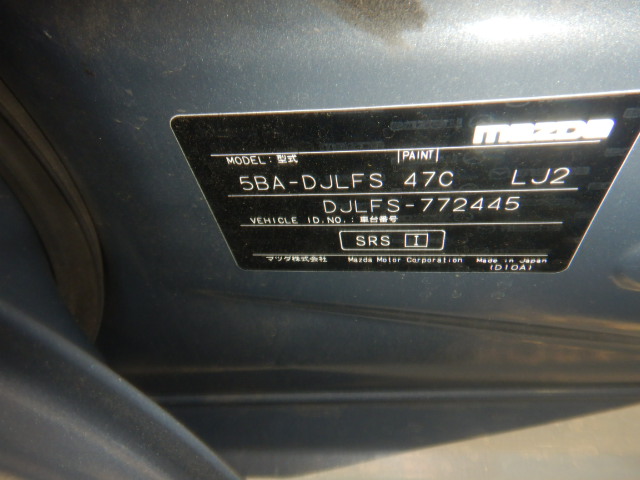 mazda
MODEL: 型式 PAINT
5BA-DJLFS 47C LJ2
DJLFS-772445
VEHICLE ID.NO.: 車台番号
SRS I
マツダ株式会社 Mazda Motor Corporation Made in Japan
(D10A)